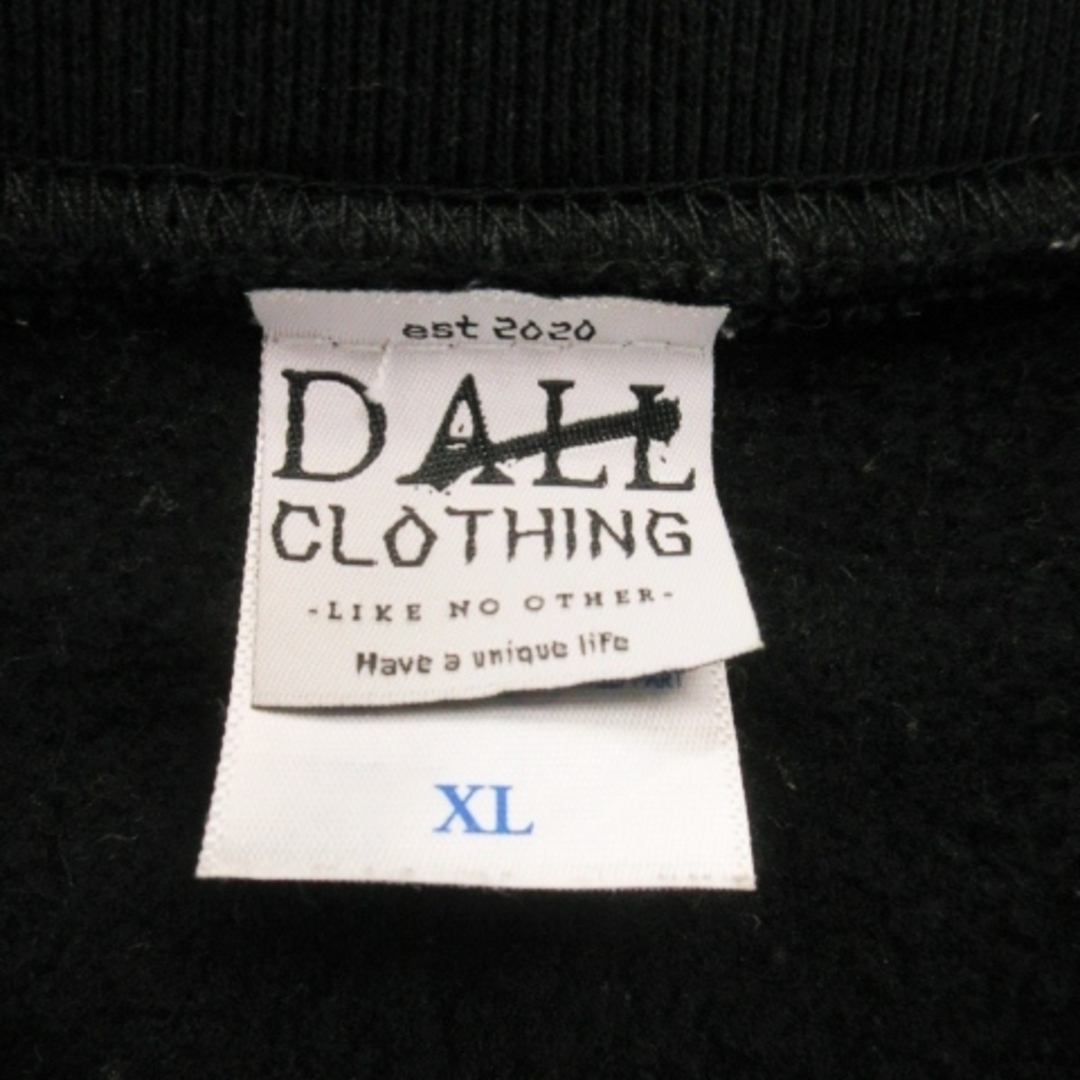 est 2020
DALL
CLOTHING
-LIKE NO OTHER-
Have a unique life
XL